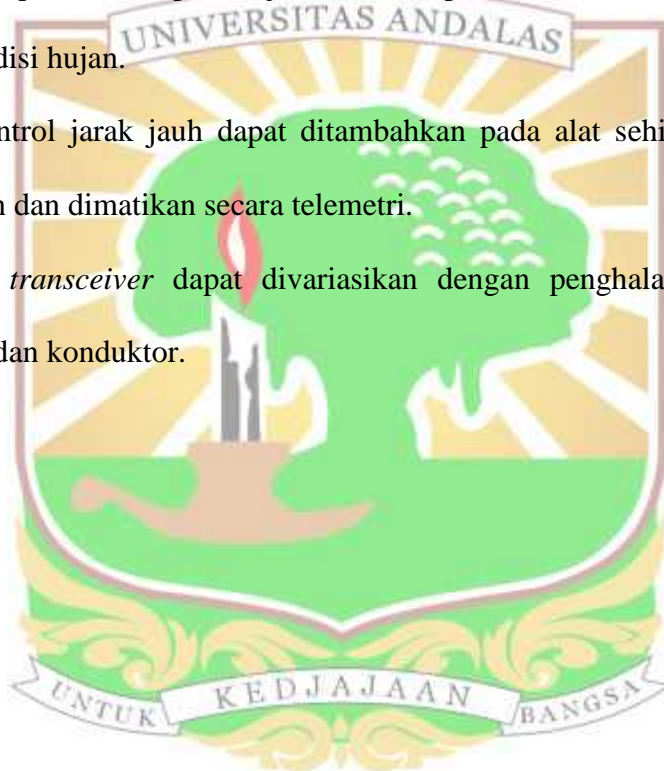 UNIVERSITAS ANDALAS
disi hujan.
ntrol jarak jauh dapat ditambahkan pada alat sehi
n dan dimatikan secara telemetri.
transceiver dapat divariasikan dengan penghala
dan konduktor.
UNTUK KEDJAJAAN BANGSA